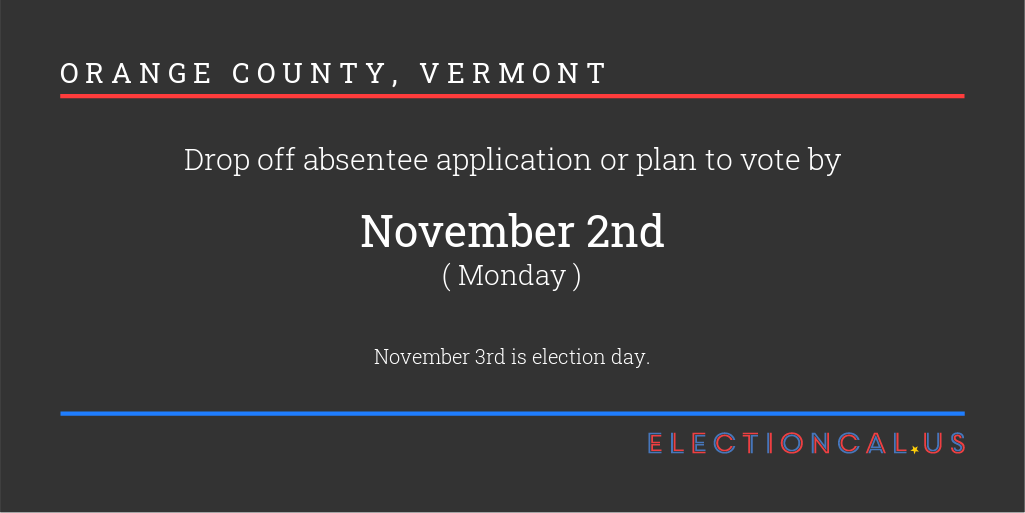 ORANGE COUNTY, VERMONT
Drop off absentee application or plan to vote by
November 2nd
( Monday )
November 3rd is election day.
ELECTIONCAL.US